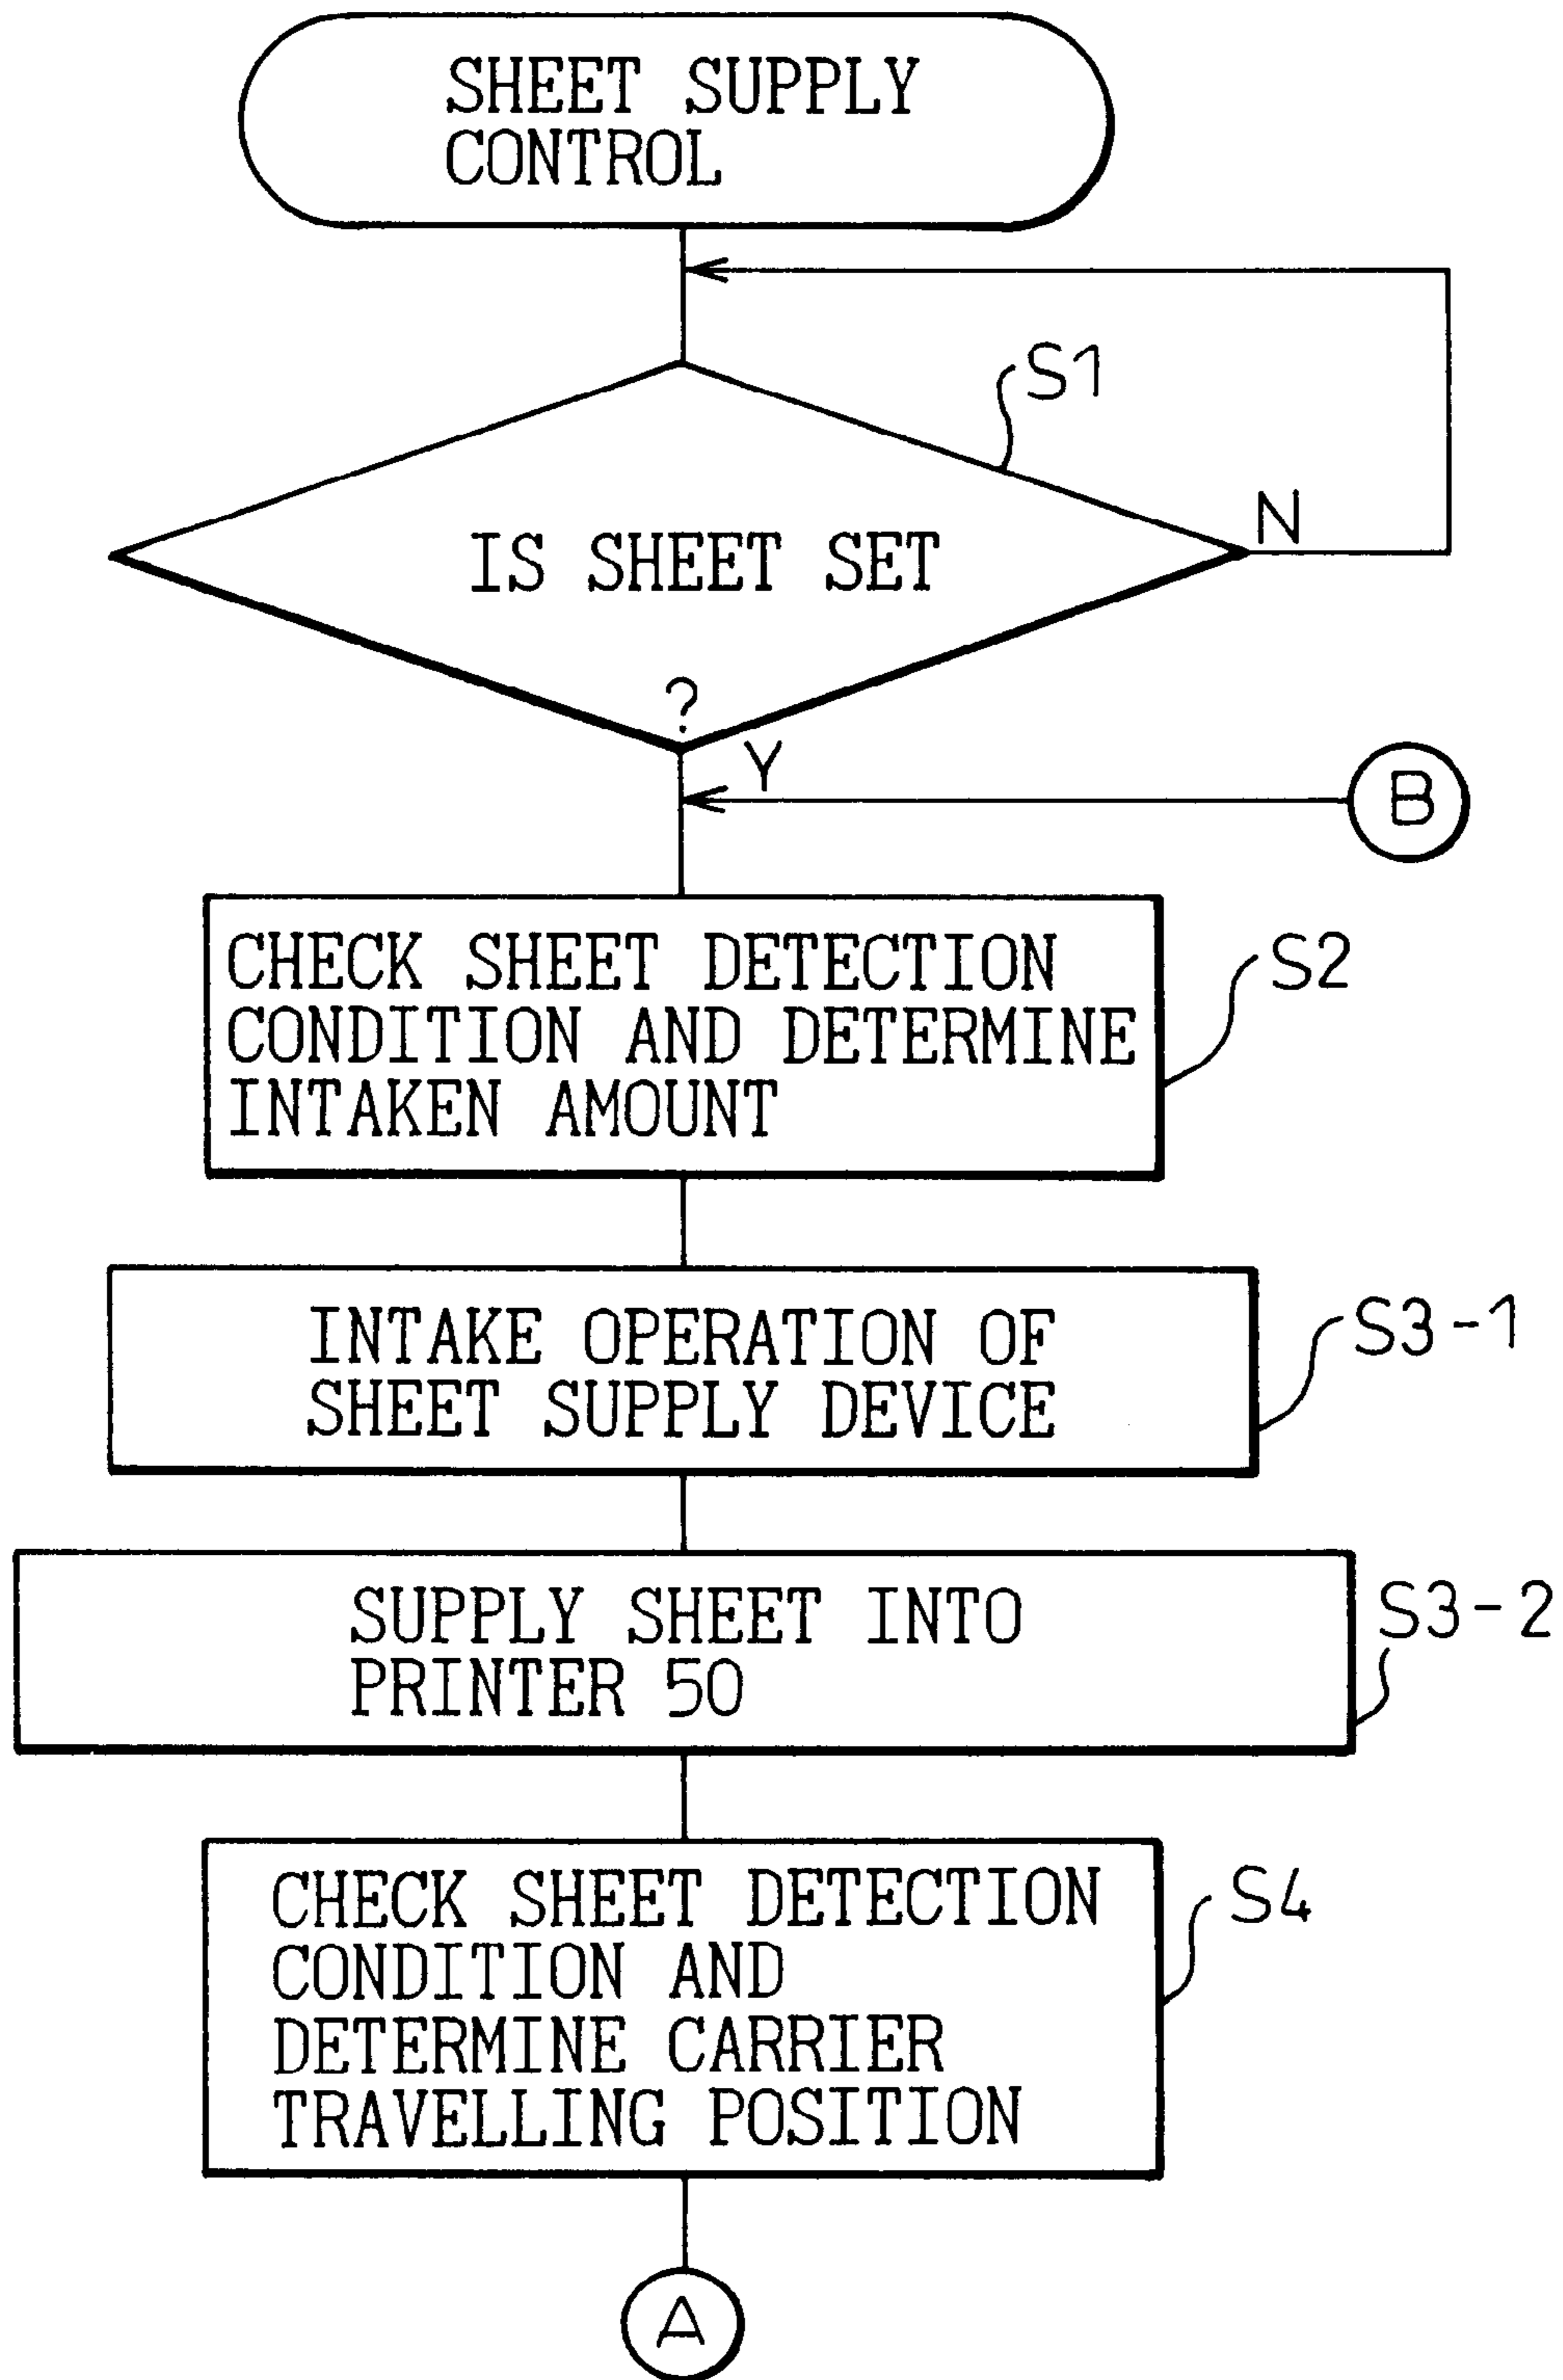 SHEET SUPPLY
CONTROL
S1
IS SHEET SET
N
?
Y
B
CHECK SHEET DETECTION
CONDITION AND DETERMINE
INTAKEN AMOUNT
S2
INTAKE OPERATION OF
SHEET SUPPLY DEVICE
S3-1
SUPPLY SHEET INTO
PRINTER 50
S3-2
CHECK SHEET DETECTION
CONDITION AND
DETERMINE CARRIER
TRAVELLING POSITION
S4
A